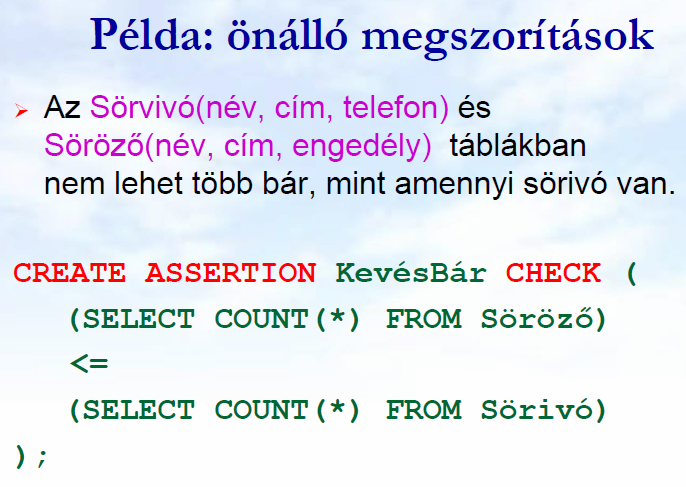 Példa: önálló megszorítások
Az Sörvivó(név, cím, telefon) és
Söröző(név, cím, engedély) táblákban
nem lehet több bár, mint amennyi sörivó van.
CREATE ASSERTION KevésBár CHECK (
(SELECT COUNT(*) FROM Söröző)
<=
(SELECT COUNT(*) FROM Sörivó)
);